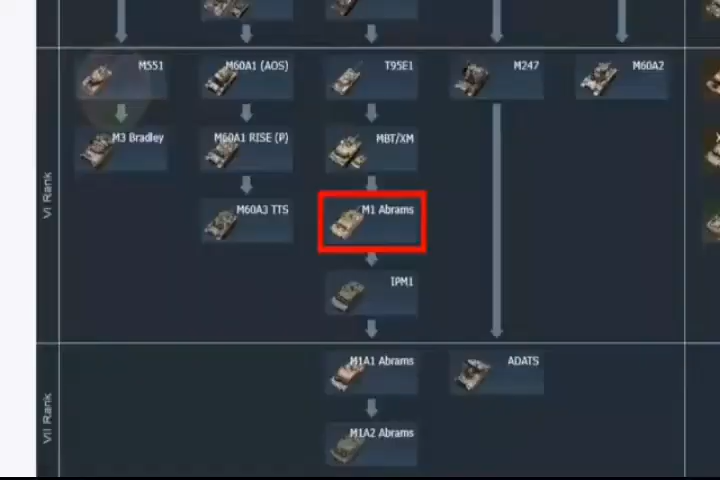 M551
M60A1 (AOS)
T95E1
M247
M60A2
M3 Bradley
M60A1 RISE (P)
MBT/XM
VI Rank
M60A3 TTS
M1 Abrams
IPM1
M1A1 Abrams
ADATS
VII Rank
M1A2 Abrams